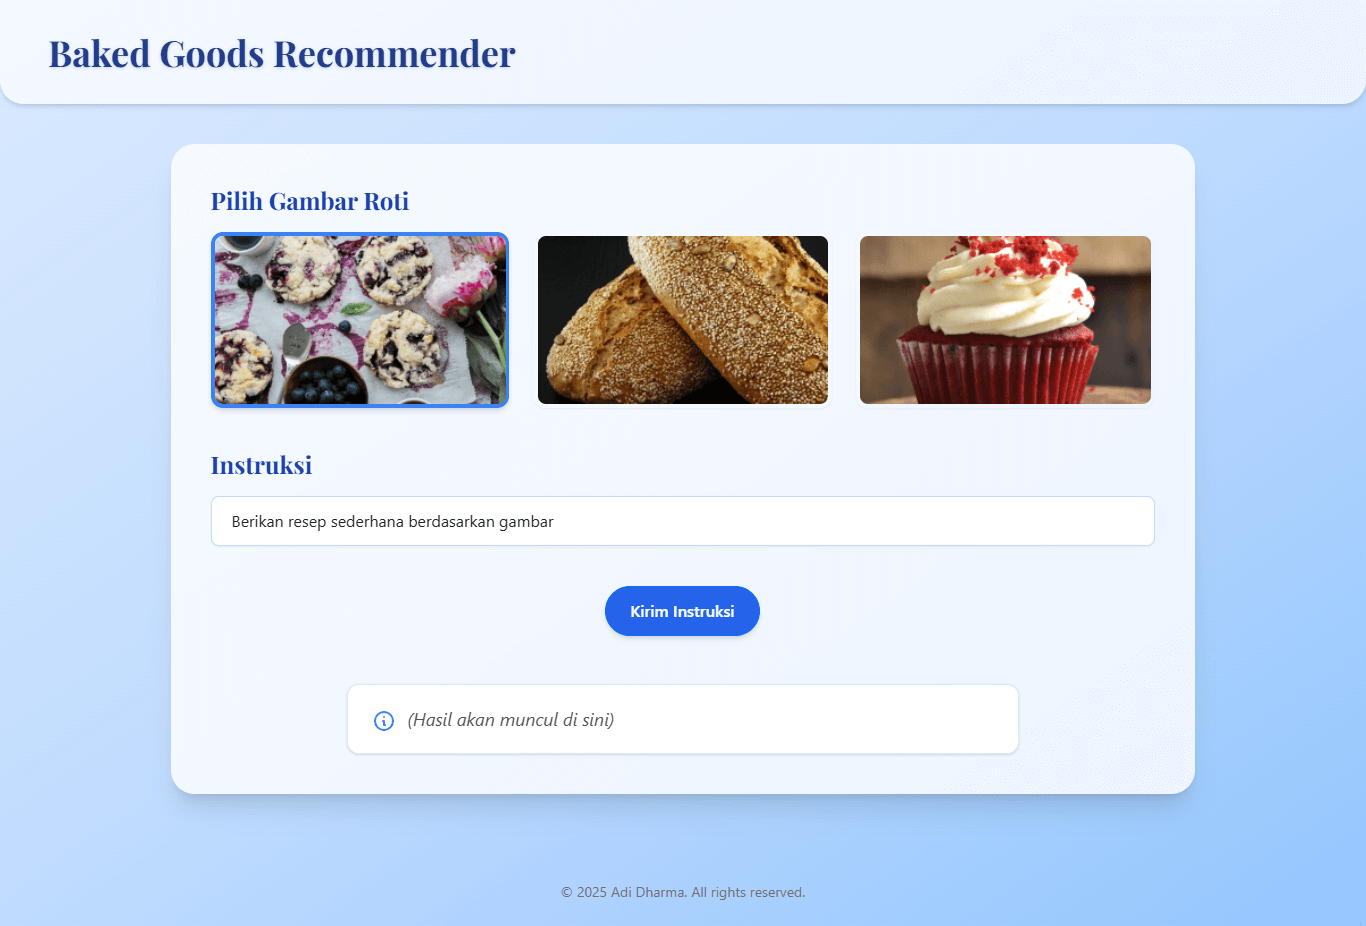 Baked Goods Recommender
Pilih Gambar Roti
Instruksi
Berikan resep sederhana berdasarkan gambar
Kirim Instruksi
(Hasil akan muncul di sini)
© 2025 Adi Dharma. All rights reserved.